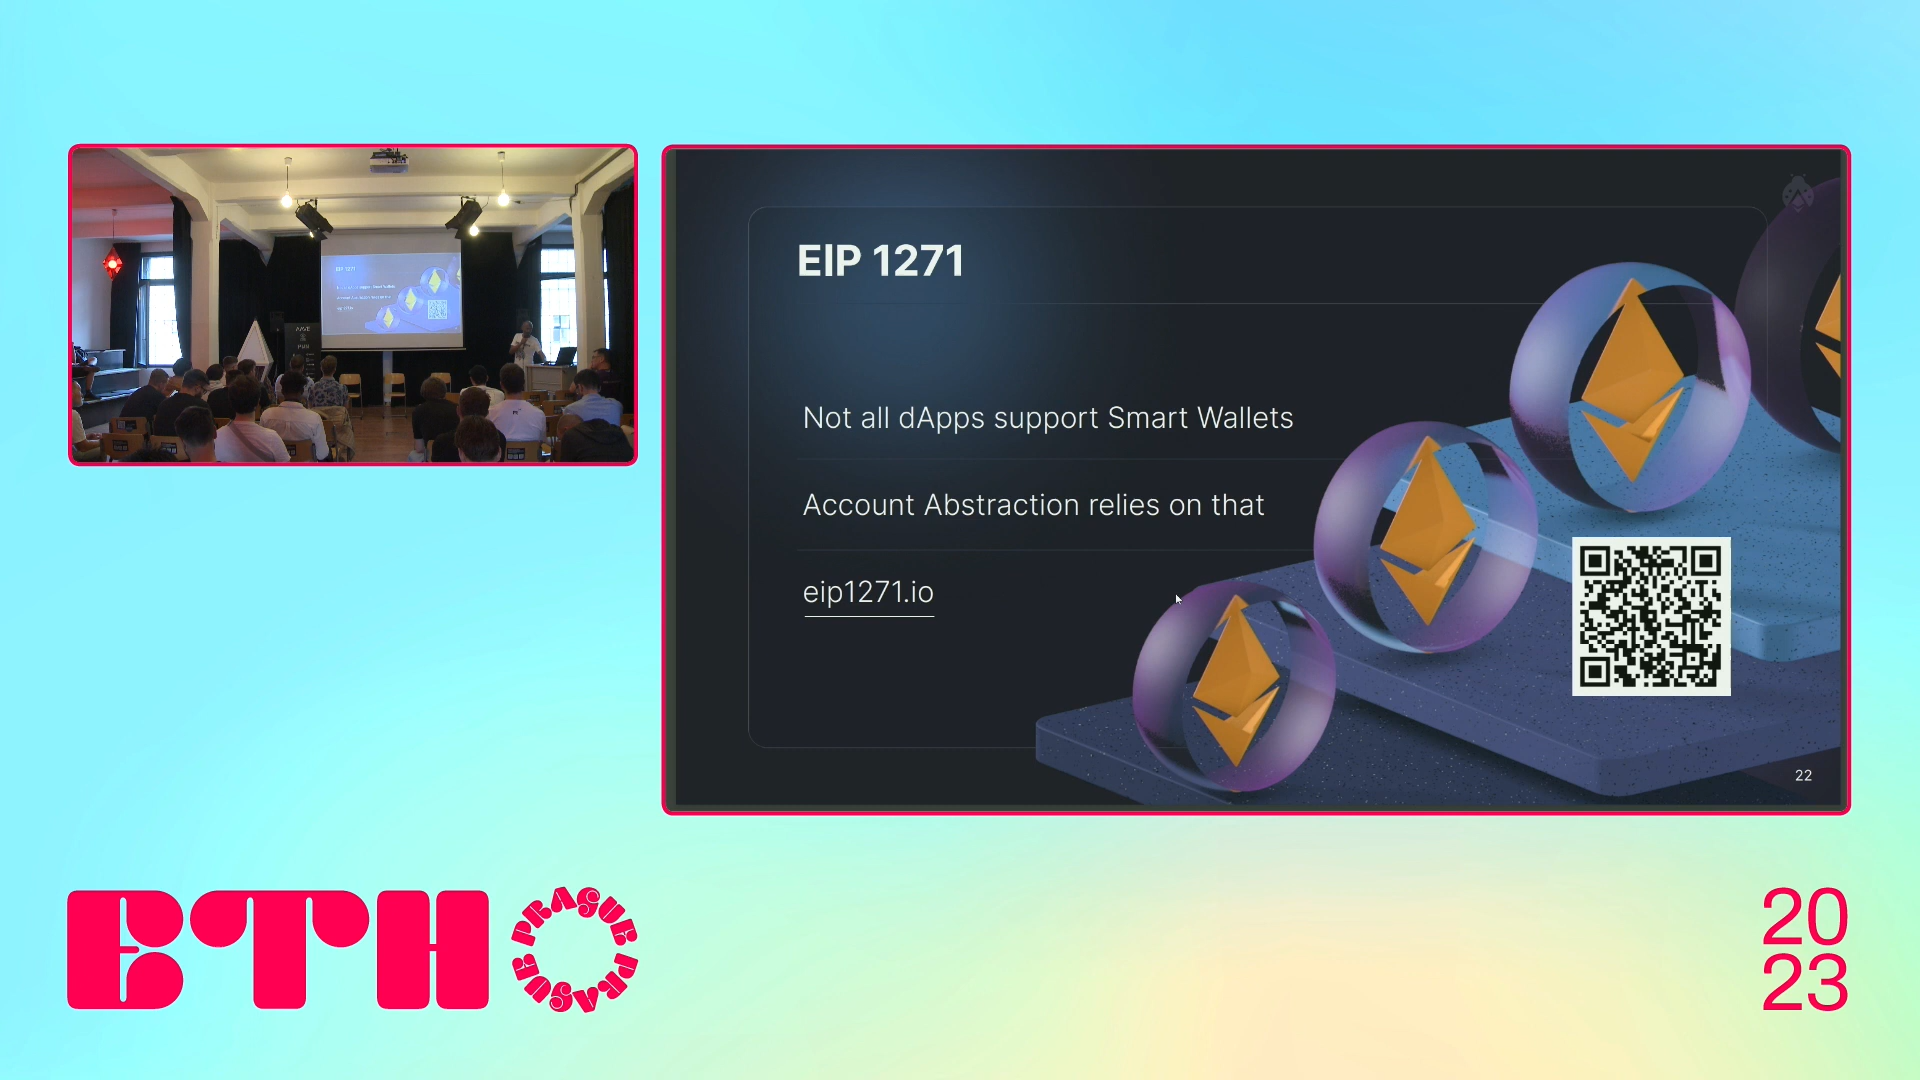 EIP 1271
Not all dApps support Smart Wallets
Account Abstraction relies on that
eip1271.io
22
ETH
PRAGUE PRAGUE
20
23